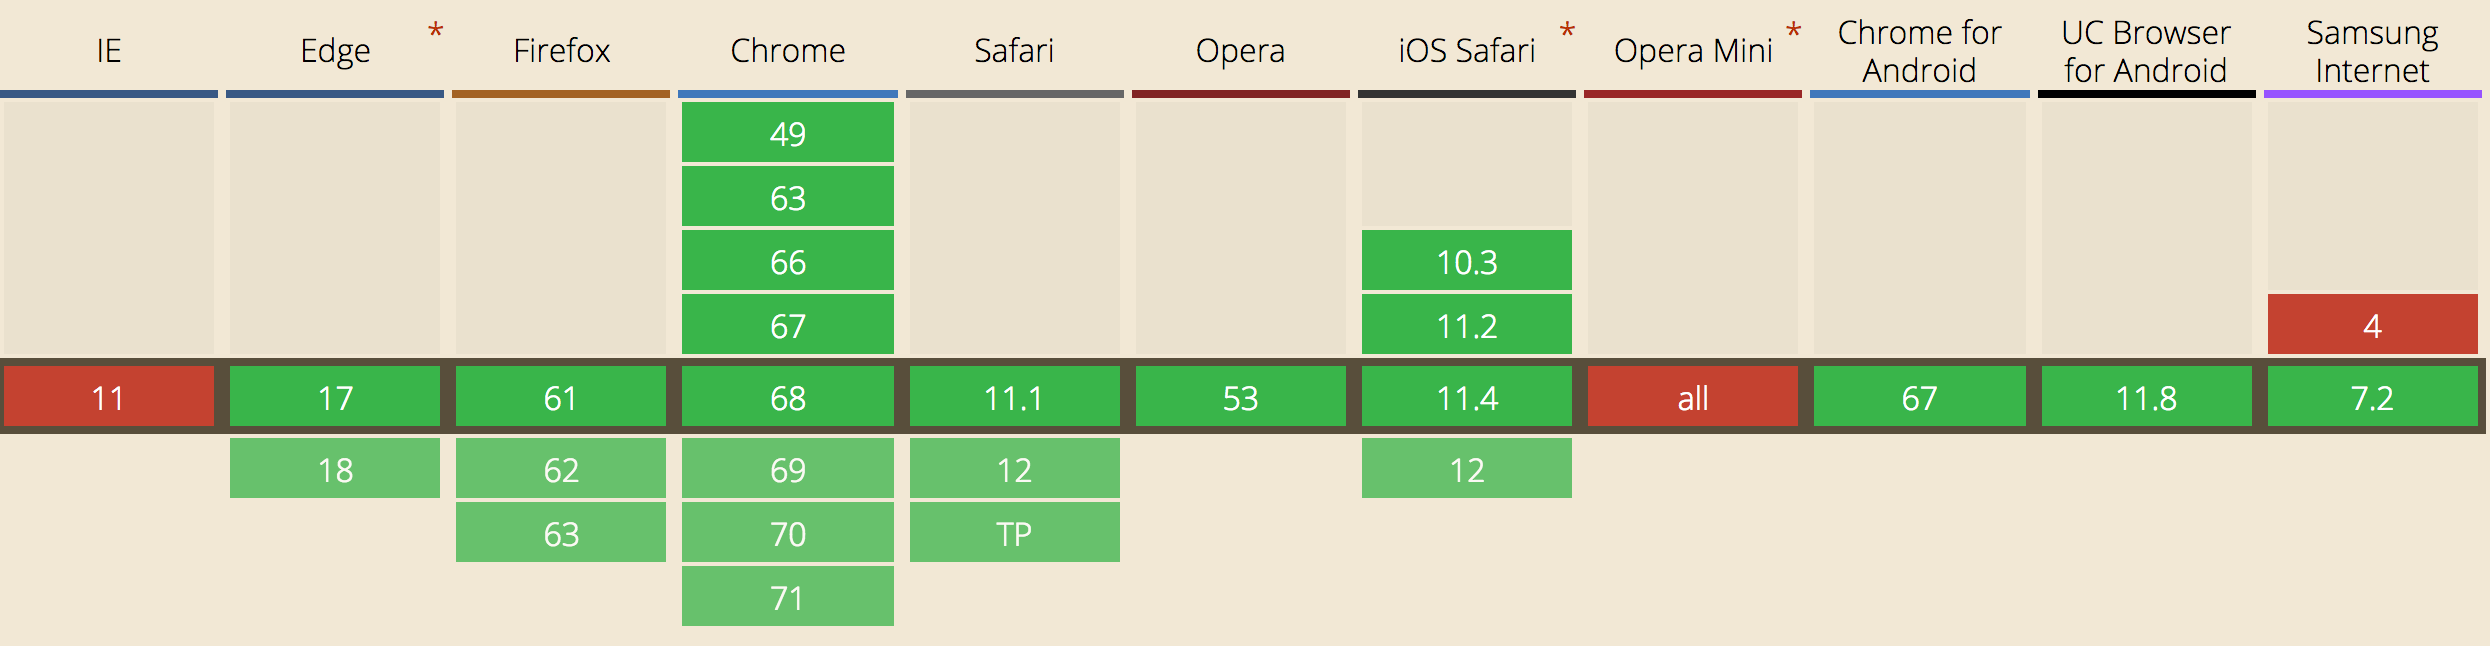 IE Edge * Firefox Chrome Safari Opera iOS Safari * Opera Mini * Chrome for Android UC Browser for Android Samsung Internet
49
63
66 10.3
67 11.2 4
11 17 61 68 11.1 53 11.4 all 67 11.8 7.2
18 62 69 12 12
63 70 TP
71